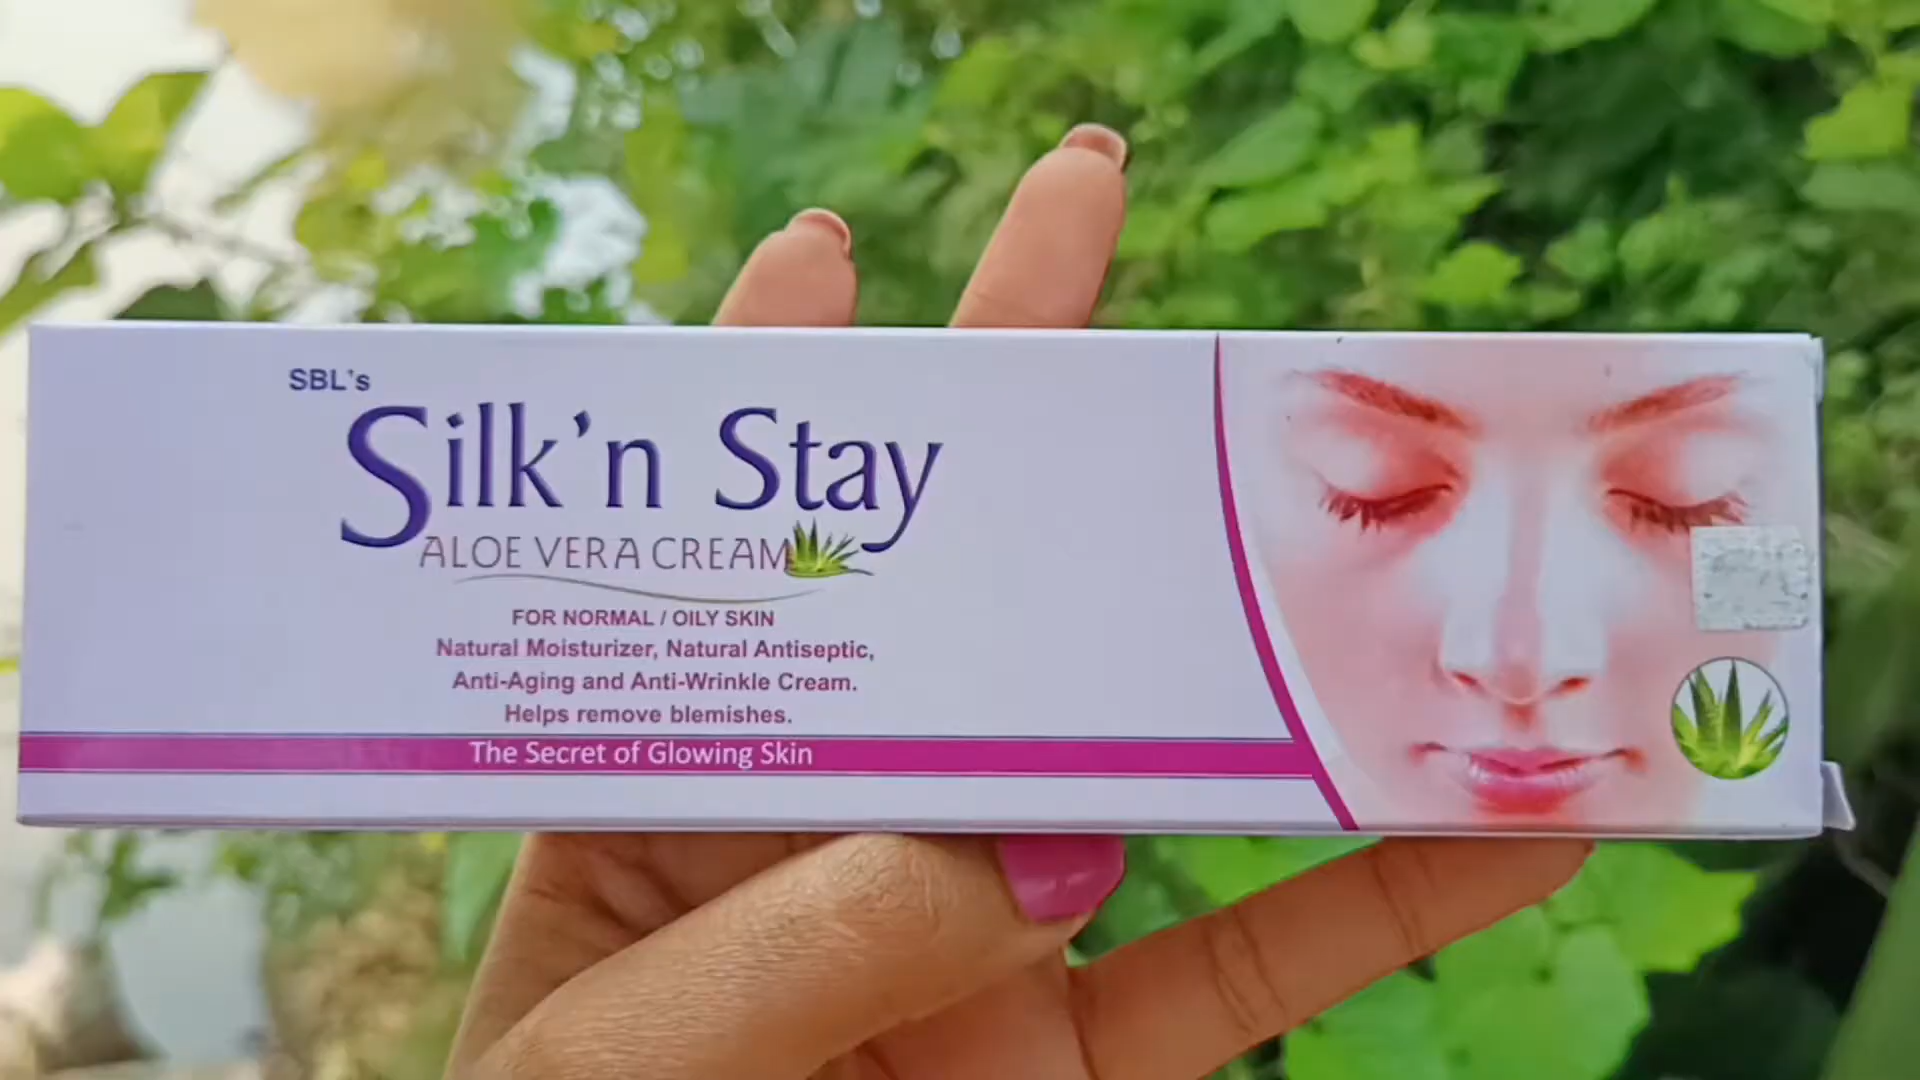 SBL's
Silk'n Stay
ALOE VERA CREAM
FOR NORMAL / OILY SKIN
Natural Moisturizer, Natural Antiseptic,
Anti-Aging and Anti-Wrinkle Cream.
Helps remove blemishes.
The Secret of Glowing Skin